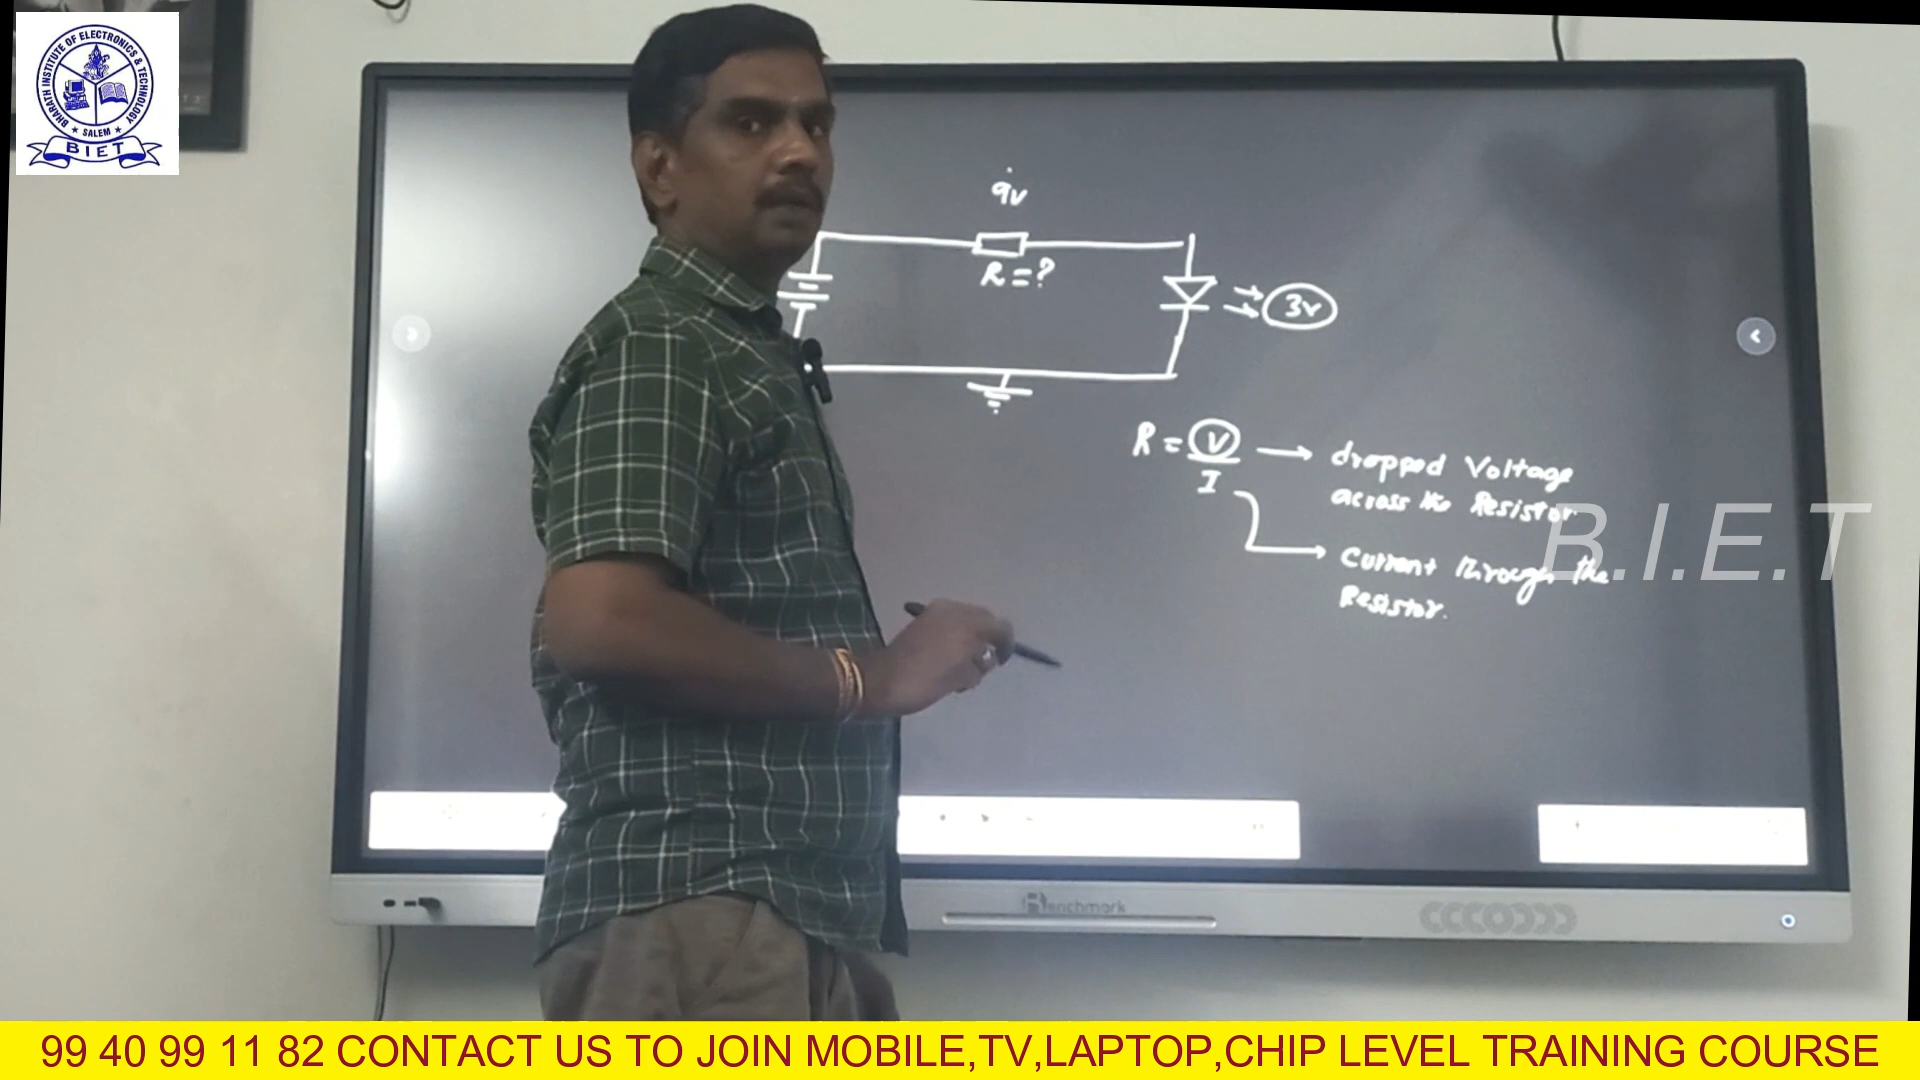 BHARATH INSTITUTE OF ELECTRONICS & TECHNOLOGY
★ SALEM ★
BIET
9v
R=?
3v
R = V → dropped Voltage
across the Resistor.
I
Current through the
Resistor.
B.I.E.T
Benchmark
99 40 99 11 82 CONTACT US TO JOIN MOBILE,TV,LAPTOP,CHIP LEVEL TRAINING COURSE